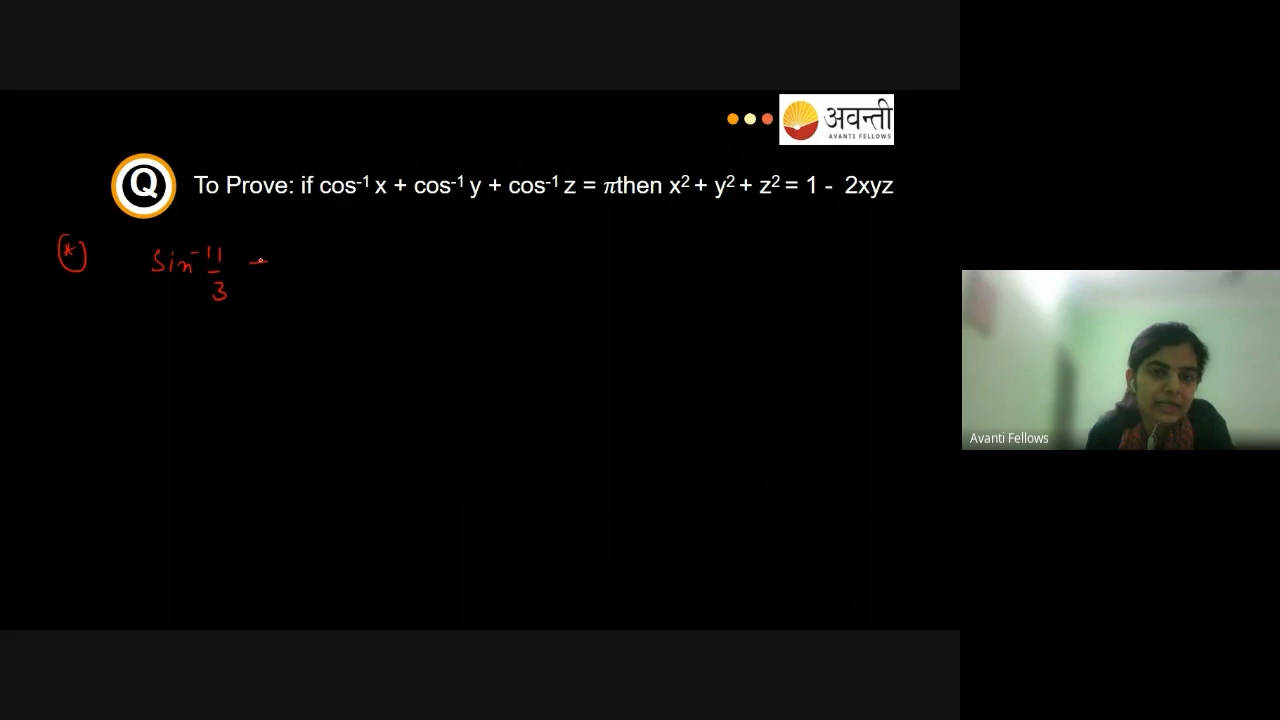 अवन्ती
AVANTI FELLOWS
Q To Prove: if cos⁻¹ x + cos⁻¹ y + cos⁻¹ z = πthen x² + y² + z² = 1 - 2xyz
(*) Sin⁻¹ 1/3 -
Avanti Fellows